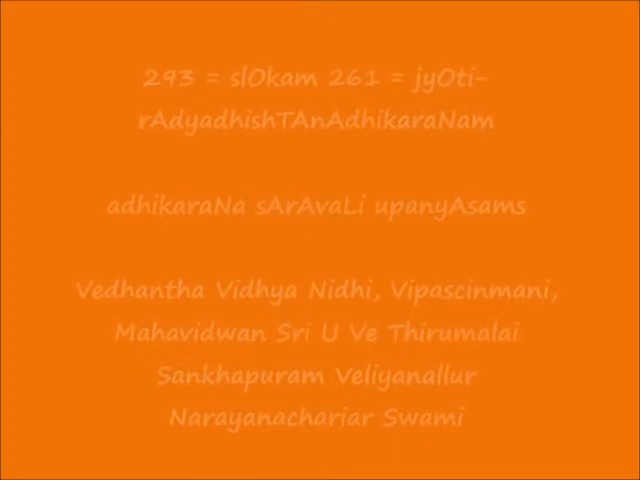 293 = slOkam 261 = jyOti-
rAdyadhishTAnAdhikaraNam
adhikaraNa sArAvaLi upanyAsams
Vedhantha Vidhya Nidhi, Vipascinmani,
Mahavidwan Sri U Ve Thirumalai
Sankhapuram Veliyanallur
Narayanachariar Swami